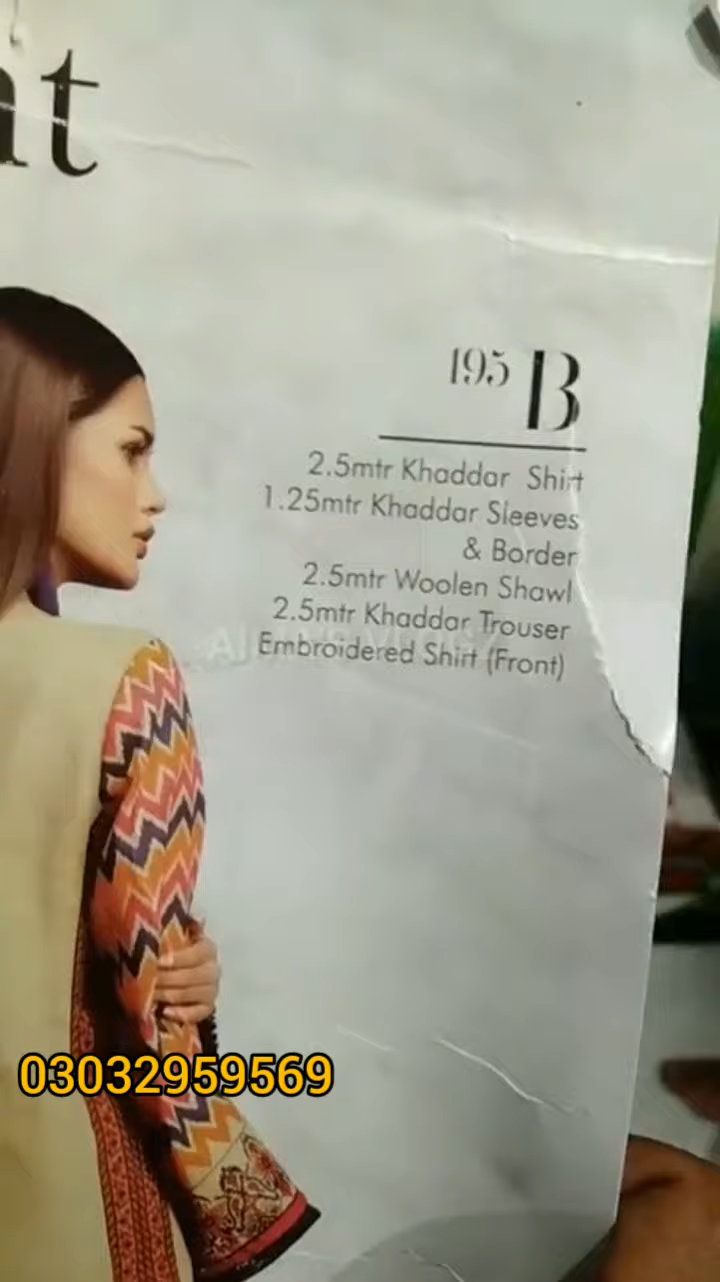 195 B
2.5mtr Khaddar Shirt
1.25mtr Khaddar Sleeves
& Border
2.5mtr Woolen Shawl
2.5mtr Khaddar Trouser
Embroidered Shirt (Front)
03032959569